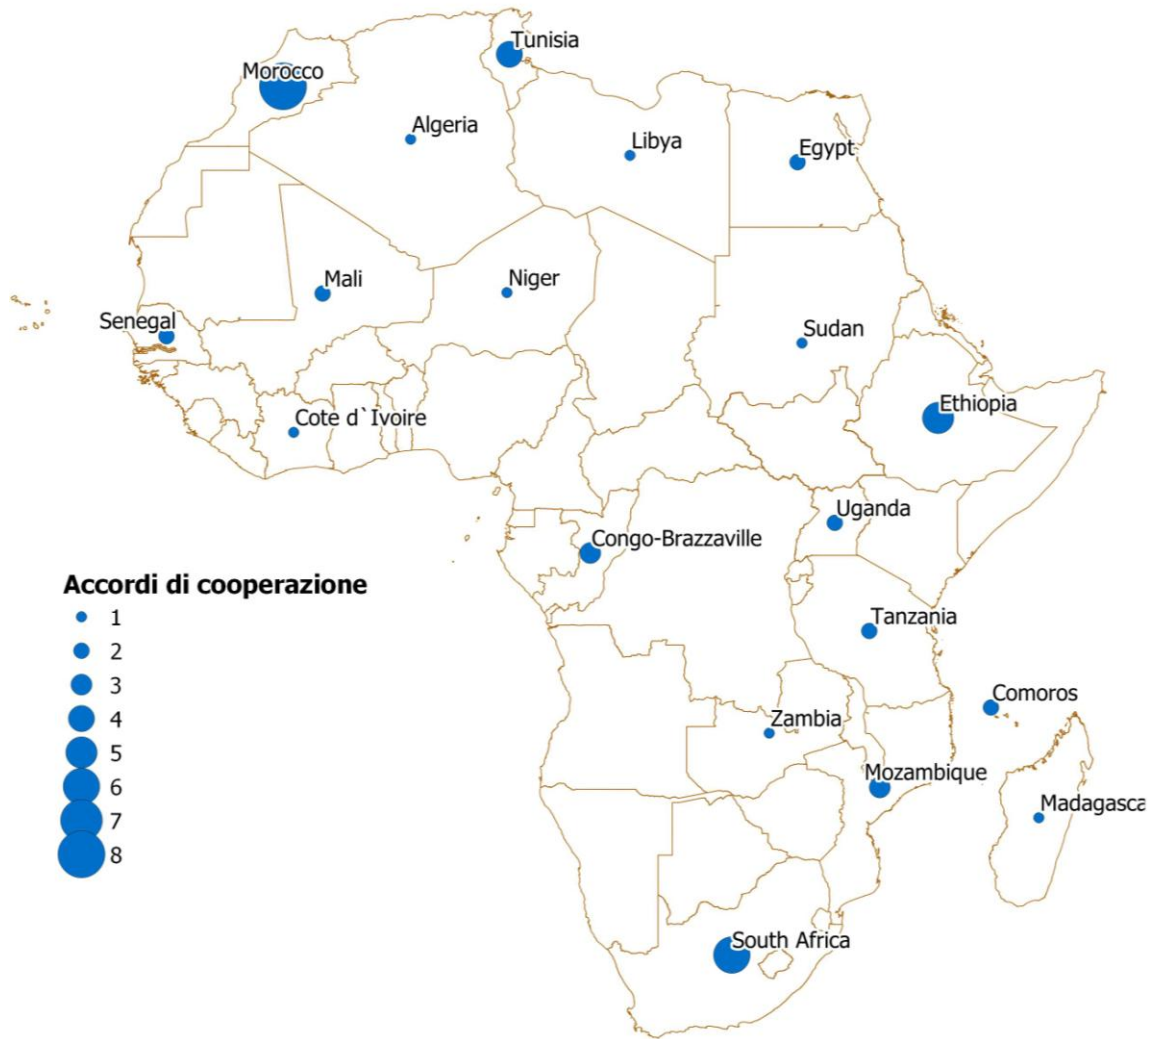 Tunisia
Morocco
Algeria
Libya
Egypt
Mali
Niger
Senegal
Sudan
Ethiopia
Cote d`Ivoire
Uganda
Congo-Brazzaville
Accordi di cooperazione
1
2
3
4
5
6
7
8
Tanzania
Comoros
Zambia
Mozambique
Madagasca
South Africa